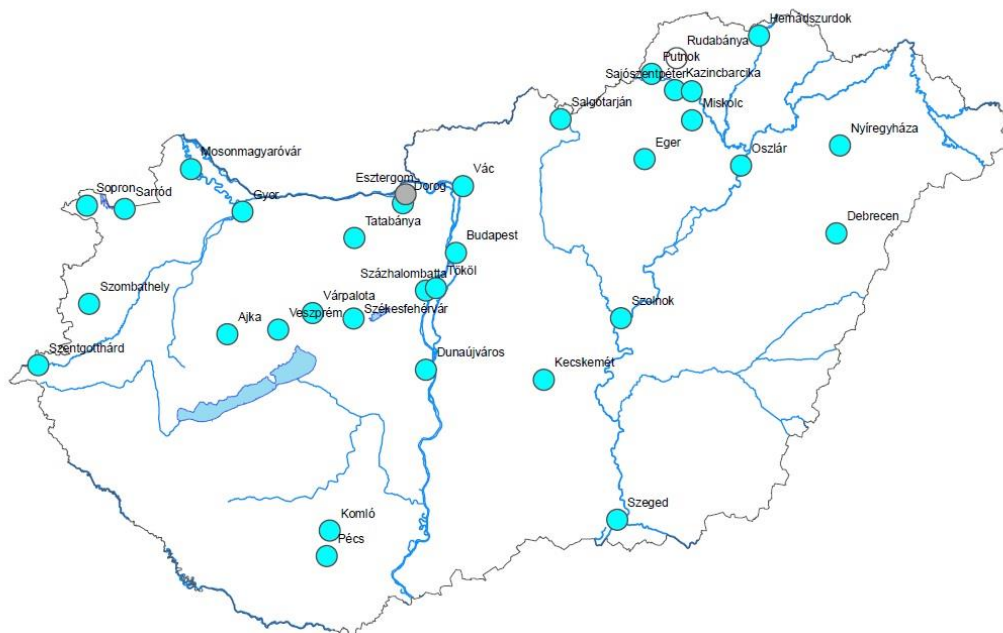 Hernádszurdok
Rudabánya
Putnok
Sajószentpéter
Kazincbarcika
Miskolc
Salgótarján
Nyíregyháza
Eger
Oszlár
Mosonmagyaróvár
Vác
Esztergom
Dorog
Sopron
Sarród
Gyor
Tatabánya
Debrecen
Budapest
Százhalombatta
Tököl
Szombathely
Várpalota
Székesfehérvár
Veszprém
Ajka
Szolnok
Szentgotthárd
Dunaújváros
Kecskemét
Szeged
Komló
Pécs